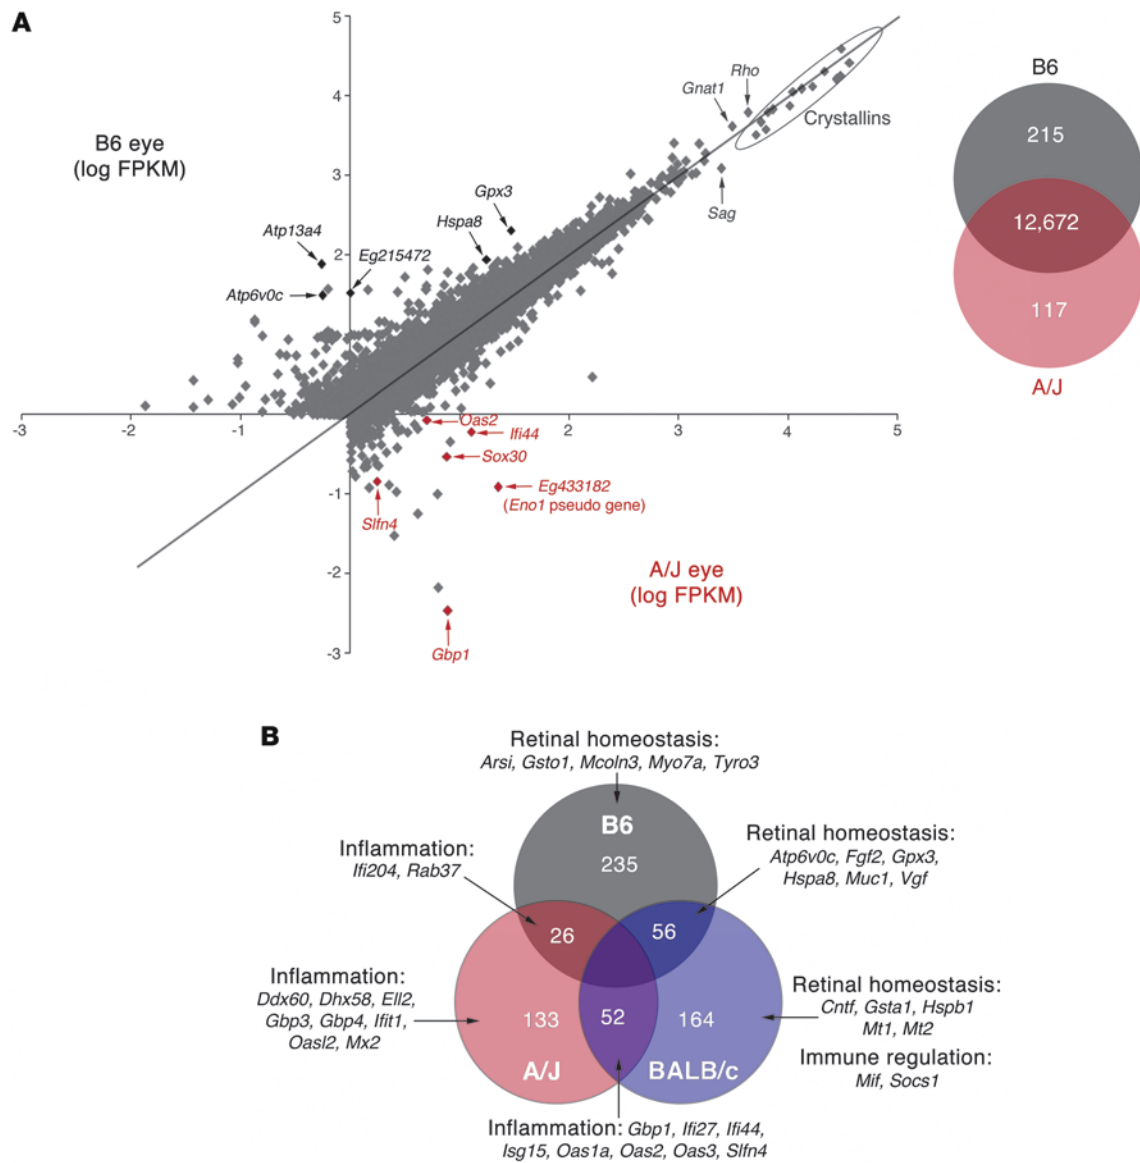 A
B6 eye
(log FPKM)
5
4
3
2
-1
-2
-3
-3
-2
-1
0
1
2
3
4
5
Rho
Gnat1
Crystallins
Sag
Gpx3
Hspa8
Atp13a4
Eg215472
Atp6v0c
Oas2
Ifi44
Sox30
Eg433182
(Eno1 pseudo gene)
Slfn4
Gbp1
A/J eye
(log FPKM)
B6
215
12,672
117
A/J
B
Retinal homeostasis:
Arsi, Gsto1, Mcoln3, Myo7a, Tyro3
B6
235
Inflammation:
Ifi204, Rab37
Retinal homeostasis:
Atp6v0c, Fgf2, Gpx3,
Hspa8, Muc1, Vgf
26
56
Inflammation:
Ddx60, Dhx58, Ell2,
Gbp3, Gbp4, Ifit1,
Oasl2, Mx2
133
52
164
A/J
BALB/c
Retinal homeostasis:
Cntf, Gsta1, Hspb1
Mt1, Mt2
Immune regulation:
Mif, Socs1
Inflammation: Gbp1, Ifi27, Ifi44,
Isg15, Oas1a, Oas2, Oas3, Slfn4